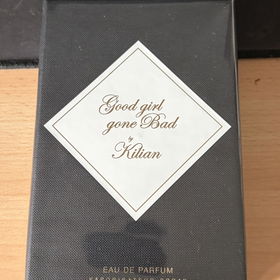 Good girl
gone Bad
by
Kilian
EAU DE PARFUM